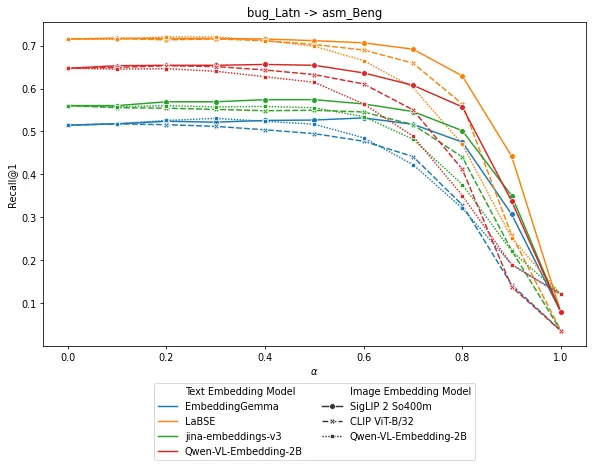 bug_Latn -> asm_Beng
Recall@1
0.7
0.6
0.5
0.4
0.3
0.2
0.1
0.0
0.2
0.4
0.6
0.8
1.0
α
Text Embedding Model
EmbeddingGemma
LaBSE
jina-embeddings-v3
Qwen-VL-Embedding-2B
Image Embedding Model
SigLIP 2 So400m
CLIP ViT-B/32
Qwen-VL-Embedding-2B